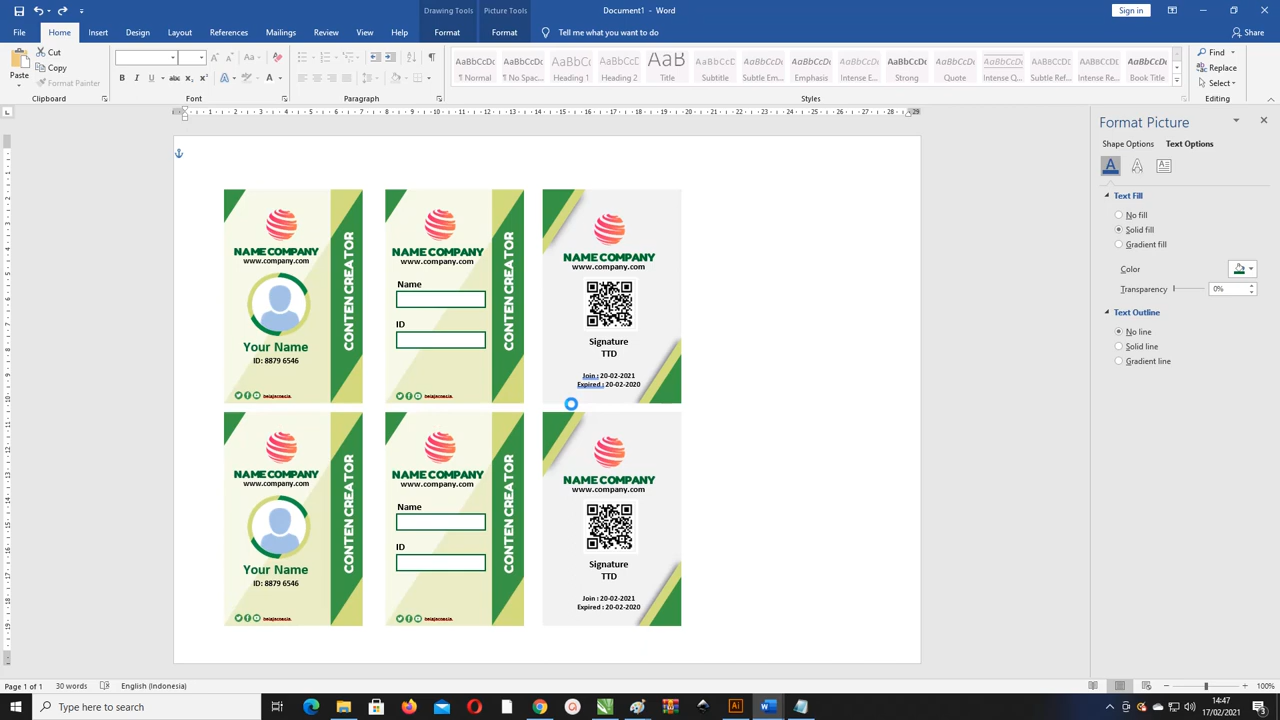 Document1 - Word
Drawing Tools
Picture Tools
Sign in
File
Home
Insert
Design
Layout
References
Mailings
Review
View
Help
Format
Format
Tell me what you want to do
Paste
Cut
Copy
Format Painter
Clipboard
Font
Paragraph
¶ Normal
¶ No Spac...
Heading 1
Heading 2
Title
Subtitle
Subtle Em...
Emphasis
Intense E...
Strong
Quote
Intense Q...
Subtle Ref...
Intense Re...
Book Title
Styles
Find
Replace
Select
Editing
NAME COMPANY
www.company.com
Your Name
ID: 8879 6546
CONTEN CREATOR
NAME COMPANY
www.company.com
Name
ID
CONTEN CREATOR
NAME COMPANY
www.company.com
Signature
TTD
Join : 20-02-2021
Expired : 20-02-2020
NAME COMPANY
www.company.com
Your Name
ID: 8879 6546
CONTEN CREATOR
NAME COMPANY
www.company.com
Name
ID
CONTEN CREATOR
NAME COMPANY
www.company.com
Signature
TTD
Join : 20-02-2021
Expired : 20-02-2020
Format Picture
Shape Options
Text Options
Text Fill
No fill
Solid fill
Gradient fill
Color
Transparency
0%
Text Outline
No line
Solid line
Gradient line
Page 1 of 1
30 words
English (Indonesia)
100%
Type here to search
14:47
17/02/2021